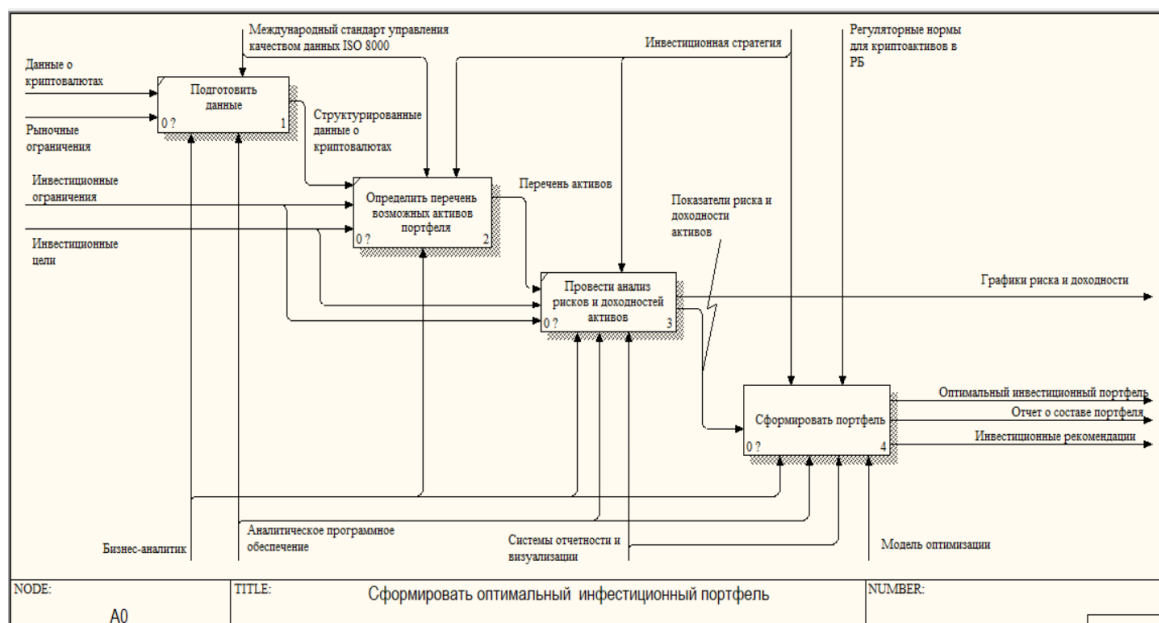 Международный стандарт управления
качеством данных ISO 8000
Инвестиционная стратегия
Регуляторные нормы
для криптоактивов в
РБ
Данные о
криптовалютах
Подготовить
данные
0 ?
1
Рыночные
ограничения
Структурированные
данные о
криптовалютах
Инвестиционные
ограничения
Определить перечень
возможных активов
портфеля
0 ?
2
Перечень активов
Показатели риска и
доходности
активов
Инвестиционные
цели
Провести анализ
рисков и доходностей
активов
0 ?
3
Графики риска и доходности
Сформировать портфель
0 ?
4
Оптимальный инвестиционный портфель
Отчет о составе портфеля
Инвестиционные рекомендации
Бизнес-аналитик
Аналитическое программное
обеспечение
Системы отчетности и
визуализации
Модель оптимизации
NODE:
A0
TITLE:
Сформировать оптимальный инфестиционный портфель
NUMBER: